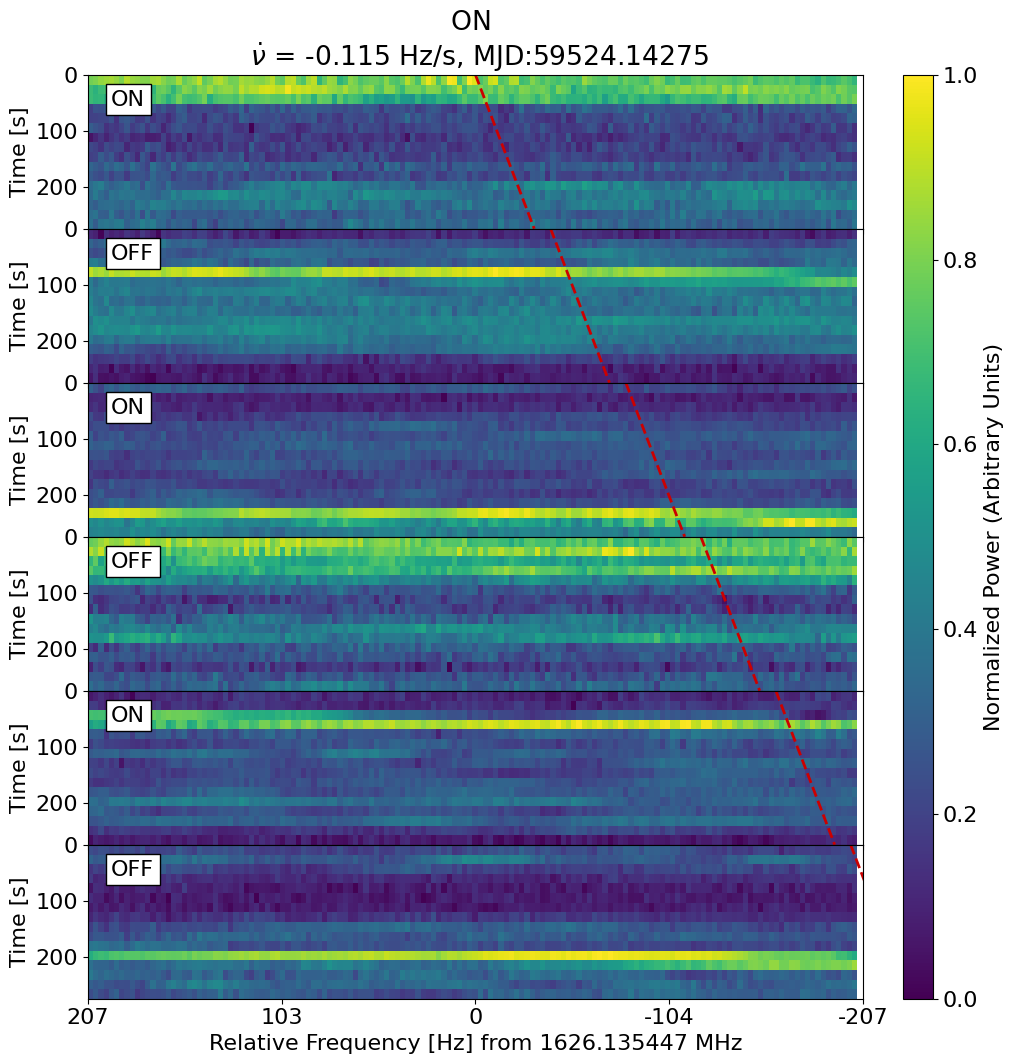 ON
ν̇ = -0.115 Hz/s, MJD:59524.14275
0
ON
100
200
Time [s]
0
OFF
100
200
Time [s]
0
ON
100
200
Time [s]
0
OFF
100
200
Time [s]
0
ON
100
200
Time [s]
0
OFF
100
200
Time [s]
207 103 0 -104 -207
Relative Frequency [Hz] from 1626.135447 MHz
1.0
0.8
0.6
0.4
0.2
0.0
Normalized Power (Arbitrary Units)